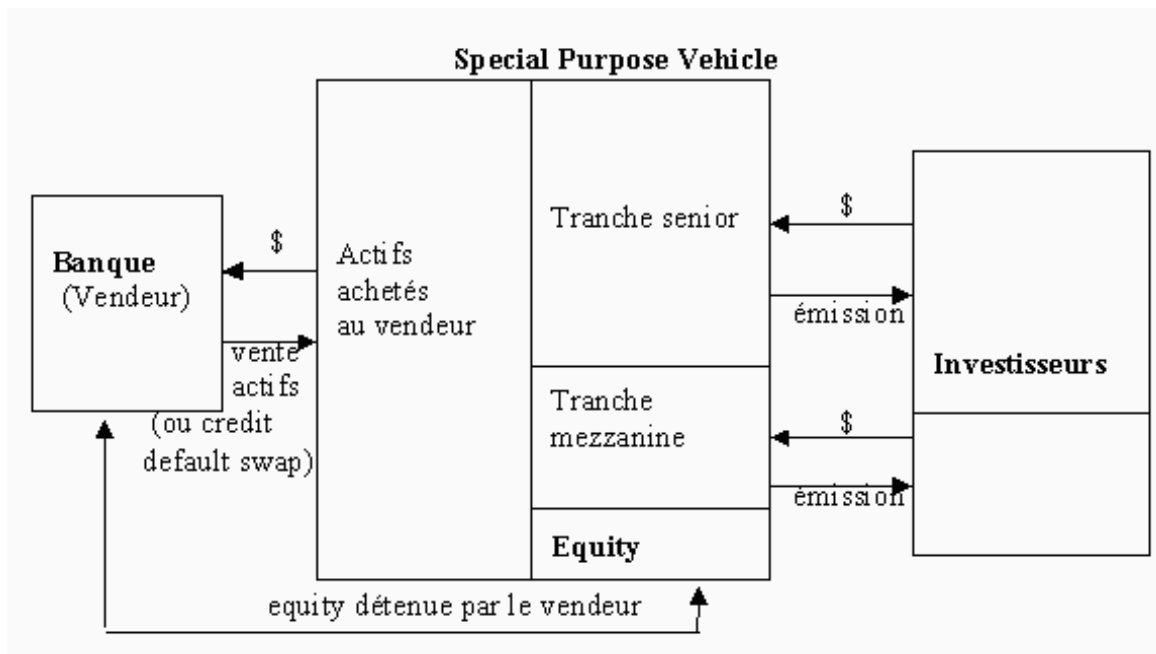 Special Purpose Vehicle
Banque
(Vendeur)
$
vente
actifs
(ou credit
default swap)
Actifs
achetés
au vendeur
Tranche senior
Tranche
mezzanine
Equity
$
émission
$
émission
Investisseurs
equity détenue par le vendeur